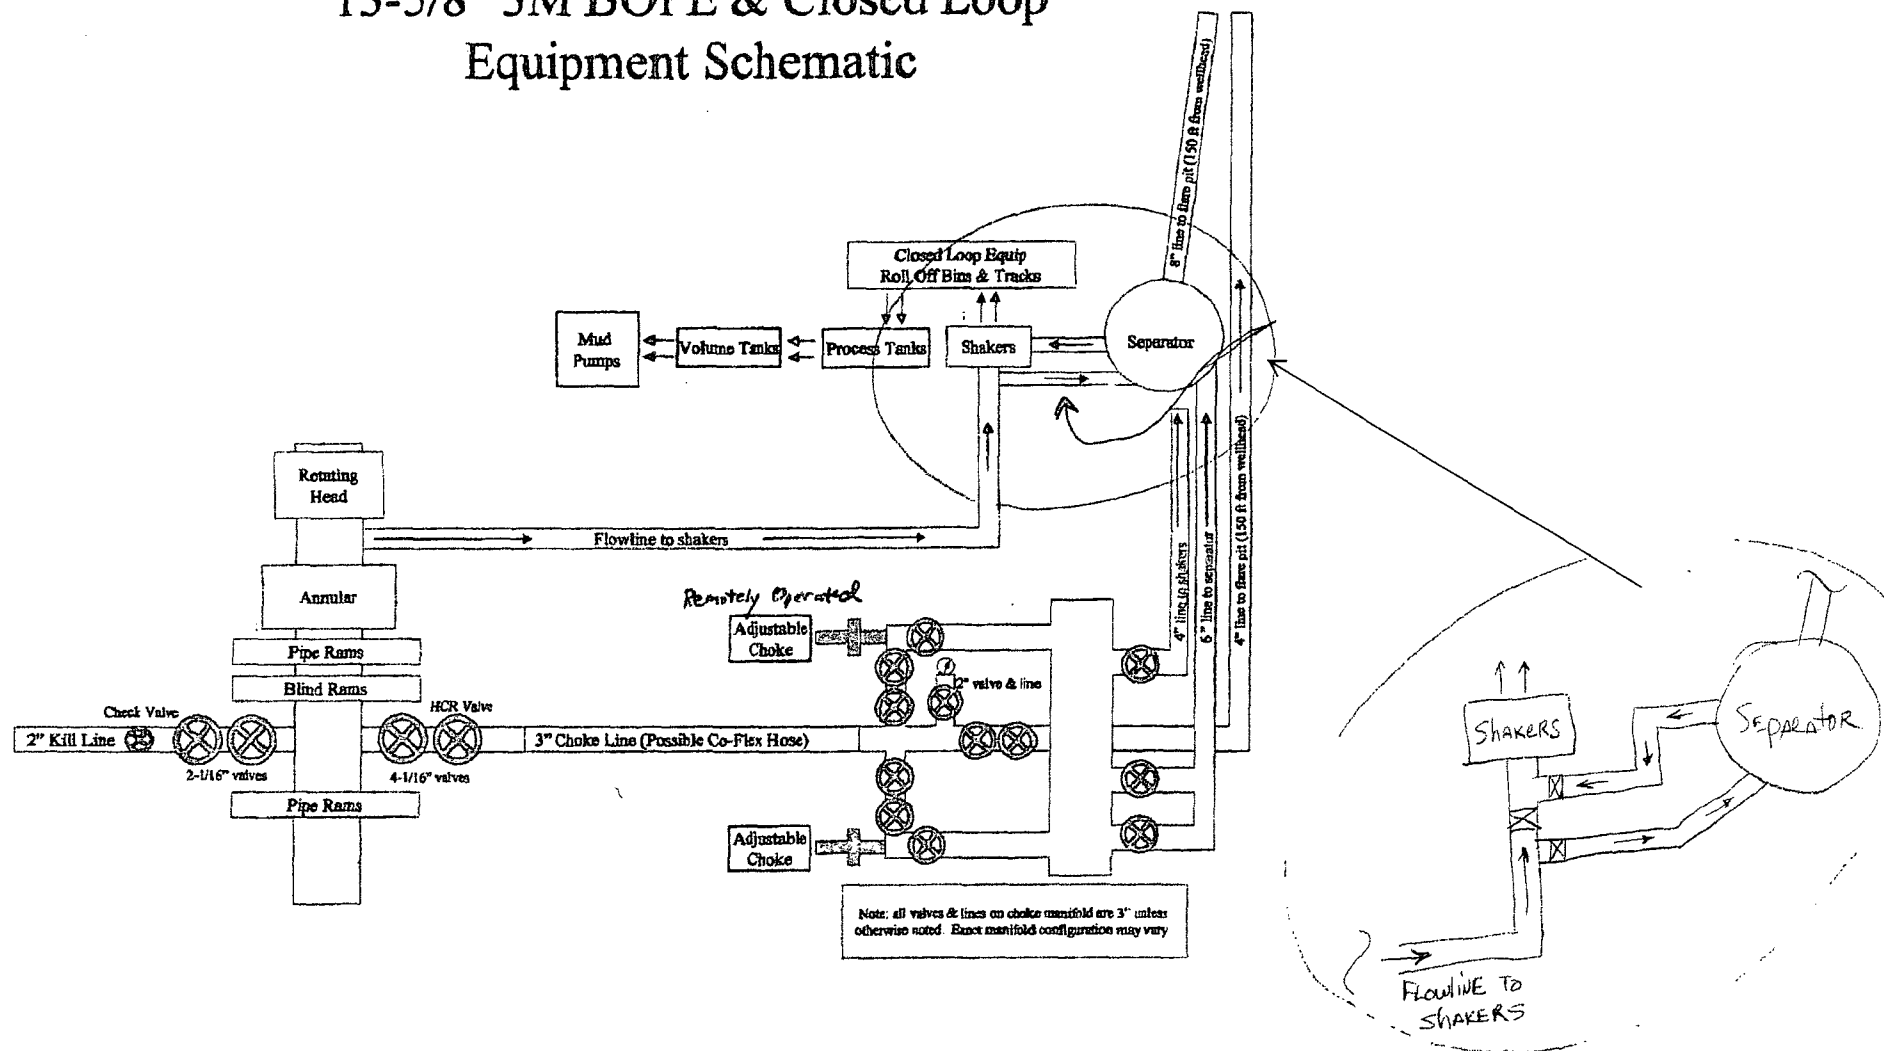 13-5/8" 3M BOPE & Closed Loop
Equipment Schematic
8" line to flare pit (150 ft from wellhead)
Closed Loop Equip
Roll Off Bins & Tracks
Mud
Pumps
Volume Tanks
Process Tanks
Shakers
Separator
Rotating
Head
Flowline to shakers
4" line to shakers
6" line to separator
4" line to flare pit (150 ft from wellhead)
Annular
Remotely Operated
Adjustable
Choke
Pipe Rams
Blind Rams
2" valve & line
Check Valve
HCR Valve
2" Kill Line
3" Choke Line (Possible Co-Flex Hose)
2-1/16" valves
4-1/16" valves
Pipe Rams
Adjustable
Choke
Note: all valves & lines on choke manifold are 3" unless
otherwise noted. Exact manifold configuration may vary
SHAKERS
SEPARATOR
FLOWLINE TO
SHAKERS